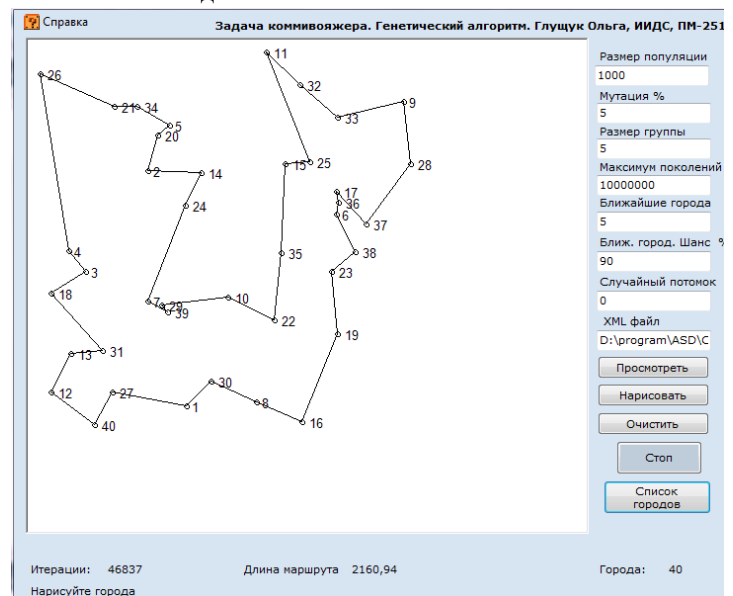 Справка
Задача коммивояжера. Генетический алгоритм. Глущук Ольга, ИИДС, ПМ-251
Размер популяции
1000
Мутация %
5
Размер группы
5
Максимум поколений
10000000
Ближайшие города
5
Ближ. город. Шанс %
90
Случайный потомок
0
XML файл
D:\program\ASD\C
Просмотреть
Нарисовать
Очистить
Стоп
Список
городов
11
26
32
9
21
34
33
5
20
15
25
28
2
14
17
36
24
6
37
4
35
38
3
23
18
7
29
10
39
22
19
13
31
30
12
27
8
1
16
40
Итерации: 46837
Длина маршрута 2160,94
Города: 40
Нарисуйте города